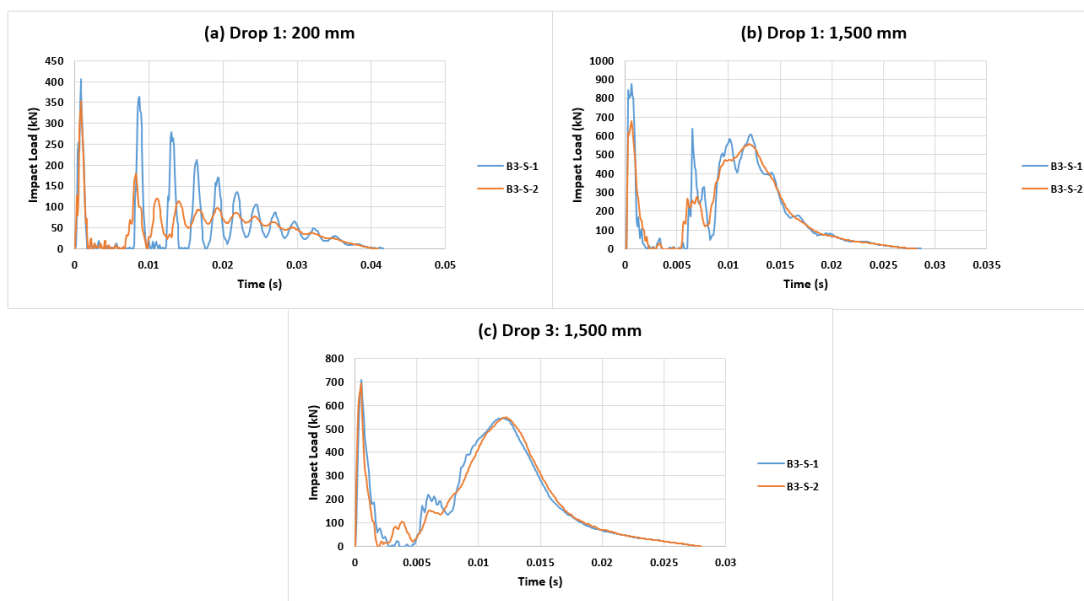 (a) Drop 1: 200 mm
450
400
350
300
250
200
150
100
50
0
Impact Load (kN)
0 0.01 0.02 0.03 0.04 0.05
Time (s)
B3-S-1
B3-S-2
(b) Drop 1: 1,500 mm
1000
900
800
700
600
500
400
300
200
100
0
Impact Load (kN)
0 0.005 0.01 0.015 0.02 0.025 0.03 0.035
Time (s)
B3-S-1
B3-S-2
(c) Drop 3: 1,500 mm
800
700
600
500
400
300
200
100
0
Impact Load (kN)
0 0.005 0.01 0.015 0.02 0.025 0.03
Time (s)
B3-S-1
B3-S-2